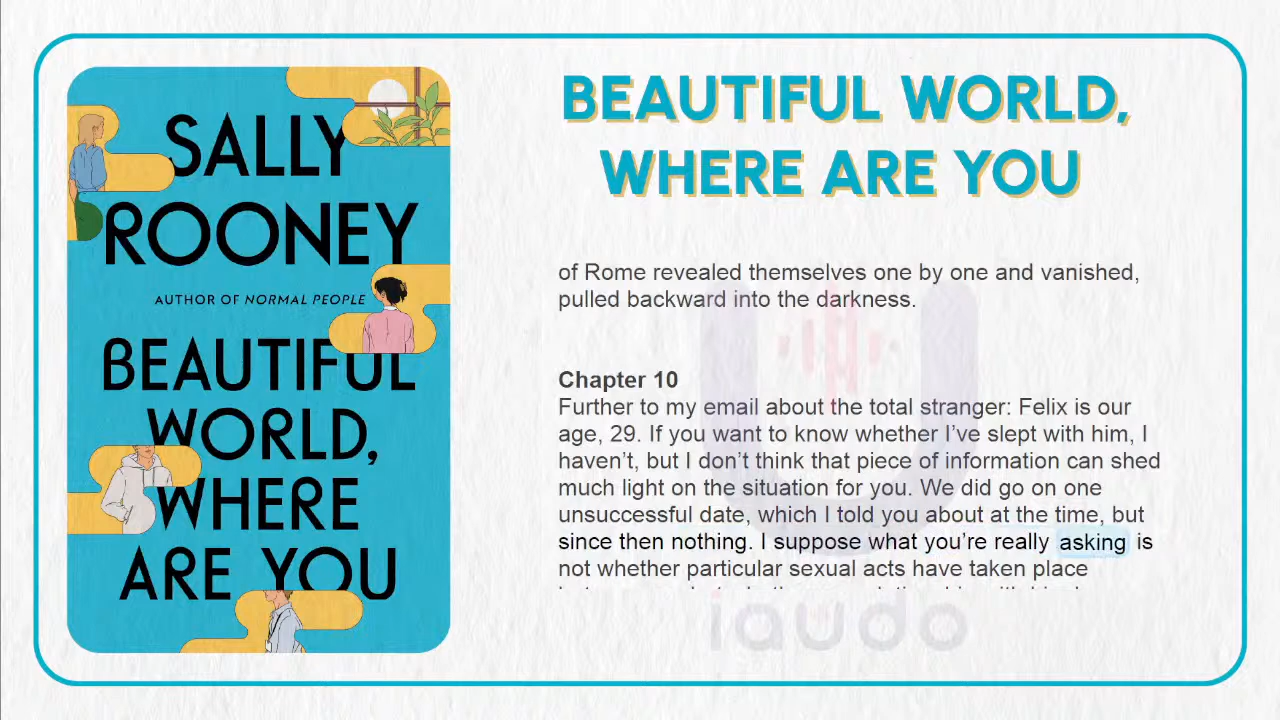 SALLY
ROONEY
AUTHOR OF NORMAL PEOPLE
BEAUTIFUL
WORLD,
WHERE
ARE YOU
BEAUTIFUL WORLD,
WHERE ARE YOU
of Rome revealed themselves one by one and vanished,
pulled backward into the darkness.
Chapter 10
Further to my email about the total stranger: Felix is our
age, 29. If you want to know whether I’ve slept with him, I
haven’t, but I don’t think that piece of information can shed
much light on the situation for you. We did go on one
unsuccessful date, which I told you about at the time, but
since then nothing. I suppose what you’re really asking is
not whether particular sexual acts have taken place
iaudo